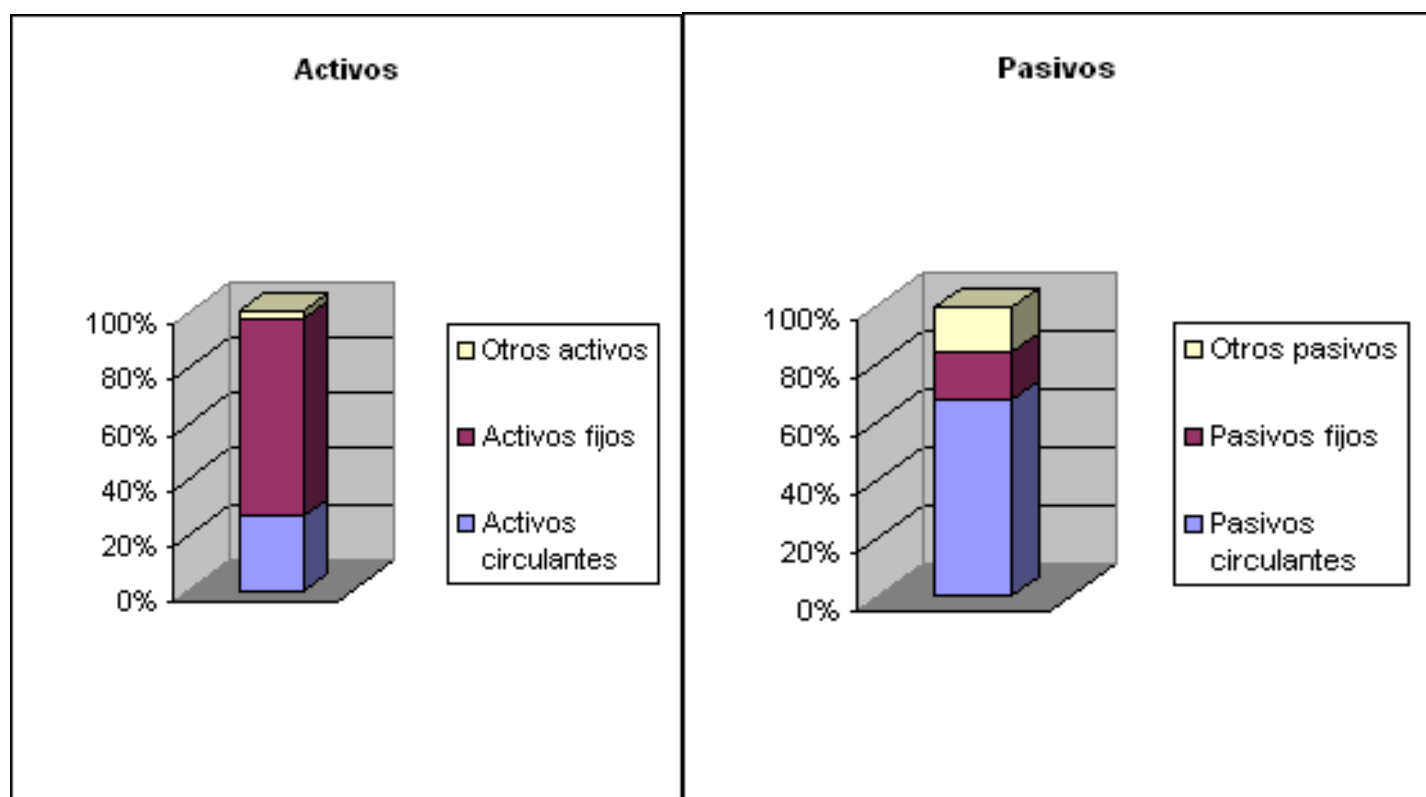 Activos
100%
80%
60%
40%
20%
0%
Otros activos
Activos fijos
Activos
circulantes
Pasivos
100%
80%
60%
40%
20%
0%
Otros pasivos
Pasivos fijos
Pasivos
circulantes